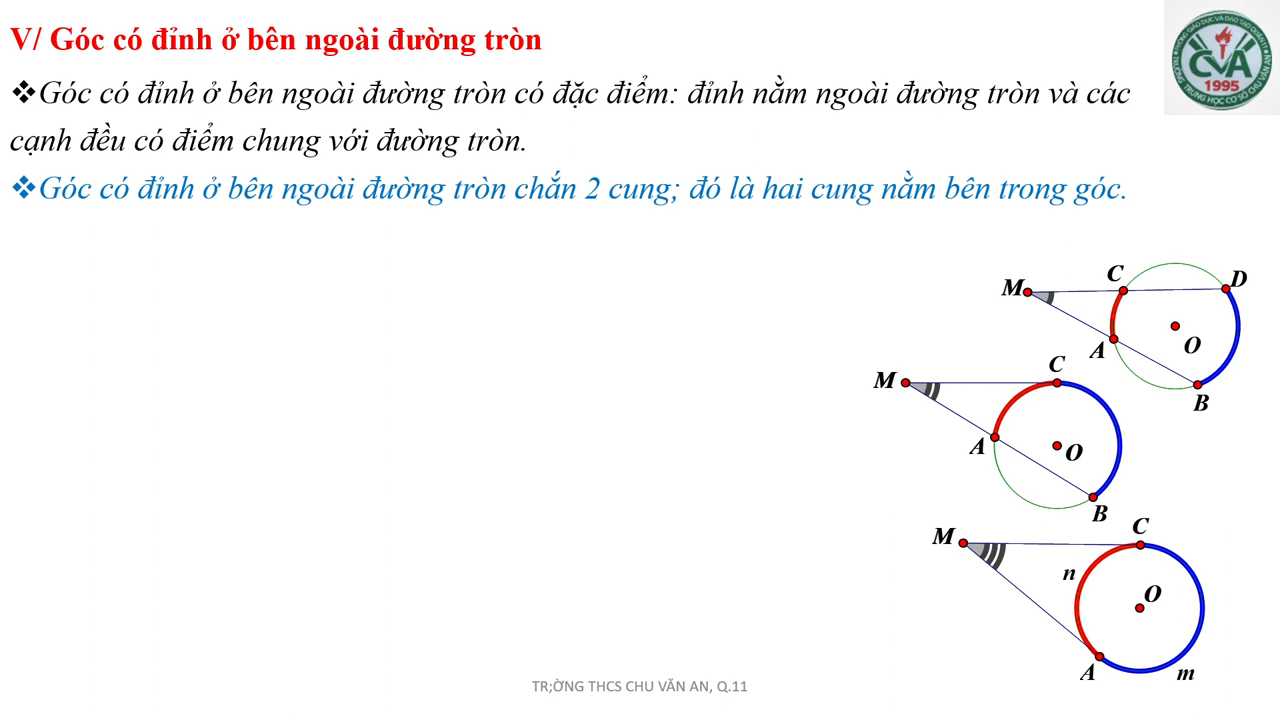 V/ Góc có đỉnh ở bên ngoài đường tròn
❖Góc có đỉnh ở bên ngoài đường tròn có đặc điểm: đỉnh nằm ngoài đường tròn và các
cạnh đều có điểm chung với đường tròn.
❖Góc có đỉnh ở bên ngoài đường tròn chắn 2 cung; đó là hai cung nằm bên trong góc.
CVA
1995
M
C
D
A
O
B
M
C
A
O
B
M
C
n
O
A
m
TR;ỜNG THCS CHU VĂN AN, Q.11